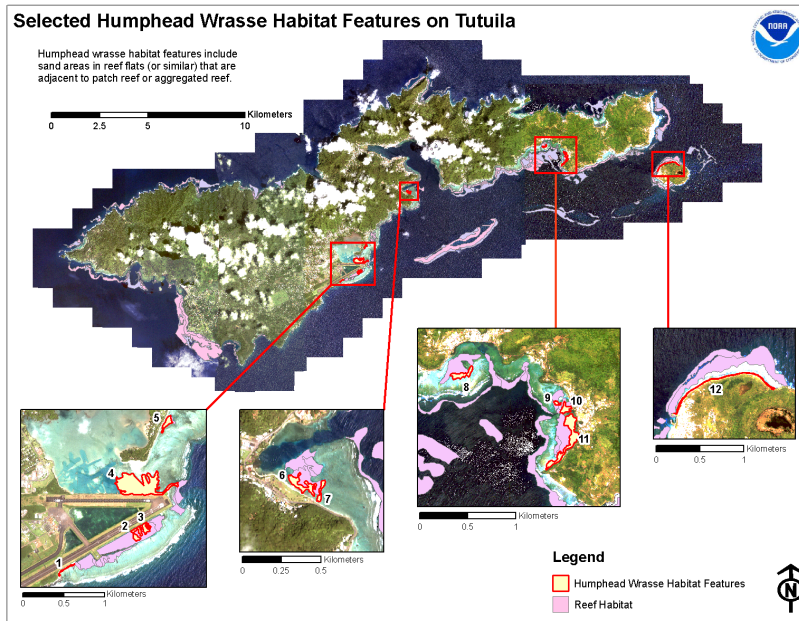 Selected Humphead Wrasse Habitat Features on Tutuila
NOAA
Humphead wrasse habitat features include
sand areas in reef flats (or similar) that are
adjacent to patch reef or aggregated reef.
Kilometers
0 2.5 5 10
5
4
3
2
1
Kilometers
0 0.5 1
6
7
Kilometers
0 0.25 0.5
8
9
10
11
Kilometers
0 0.5 1
12
Kilometers
0 0.5 1
Legend
Humphead Wrasse Habitat Features
Reef Habitat
N